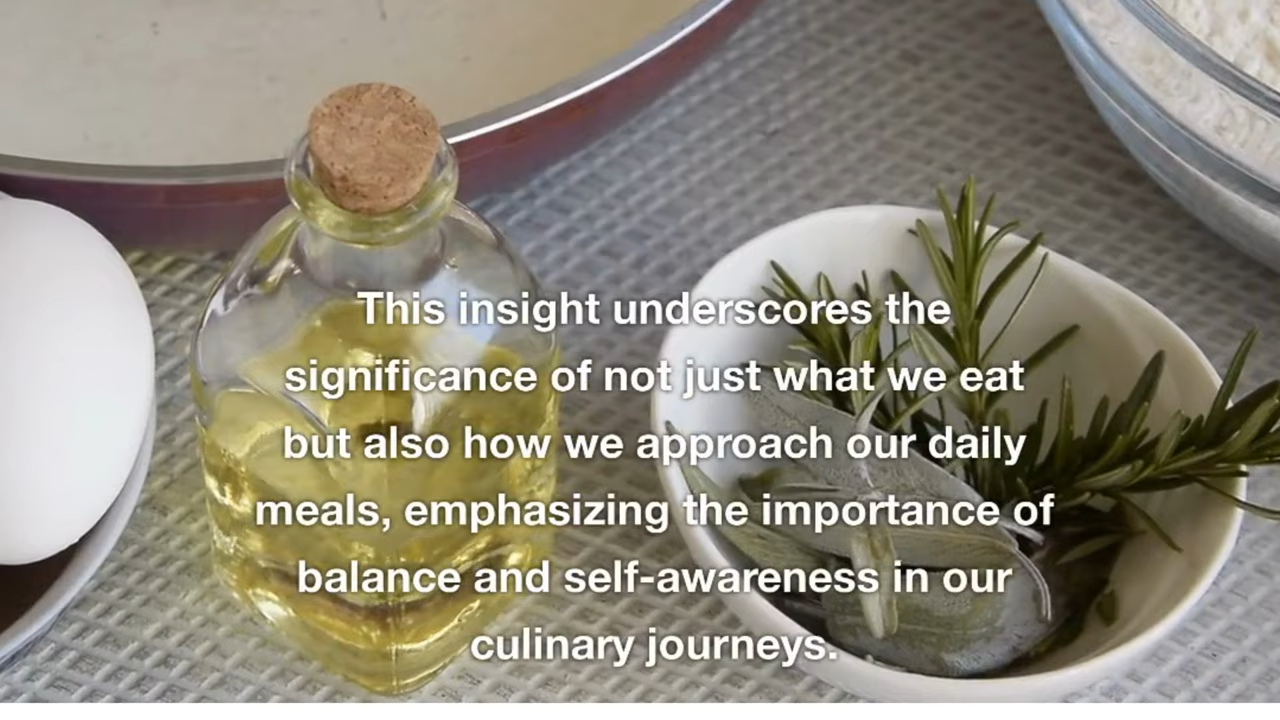 This insight underscores the
significance of not just what we eat
but also how we approach our daily
meals, emphasizing the importance of
balance and self-awareness in our
culinary journeys.